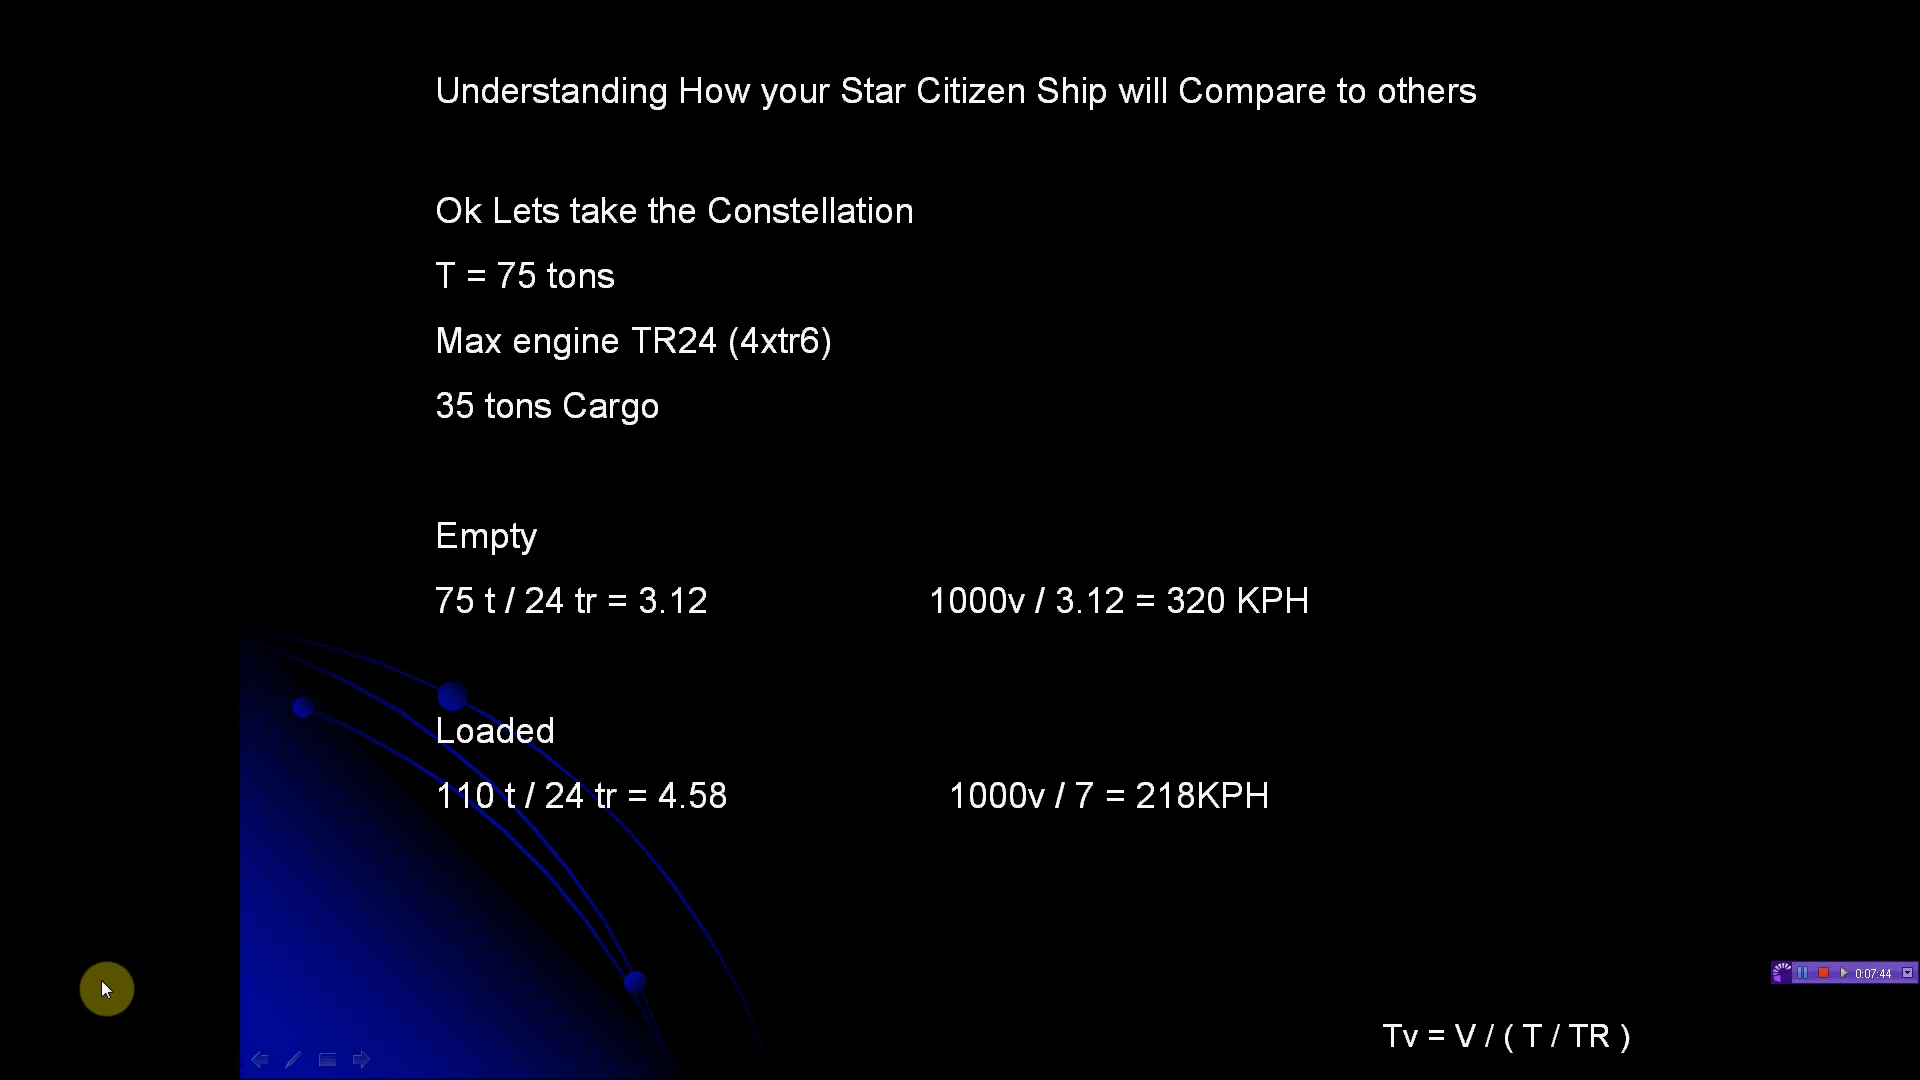 Understanding How your Star Citizen Ship will Compare to others
Ok Lets take the Constellation
T = 75 tons
Max engine TR24 (4xtr6)
35 tons Cargo
Empty
75 t / 24 tr = 3.12 1000v / 3.12 = 320 KPH
Loaded
110 t / 24 tr = 4.58 1000v / 7 = 218KPH
0:07:44
Tv = V / ( T / TR )